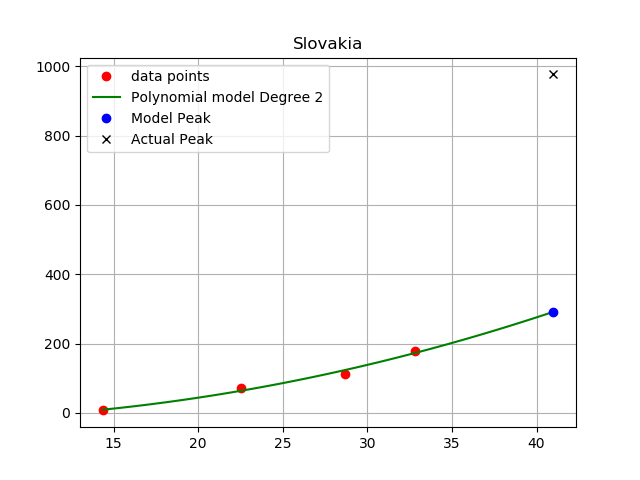 Slovakia
data points
Polynomial model Degree 2
Model Peak
Actual Peak
1000
800
600
400
200
0
15 20 25 30 35 40